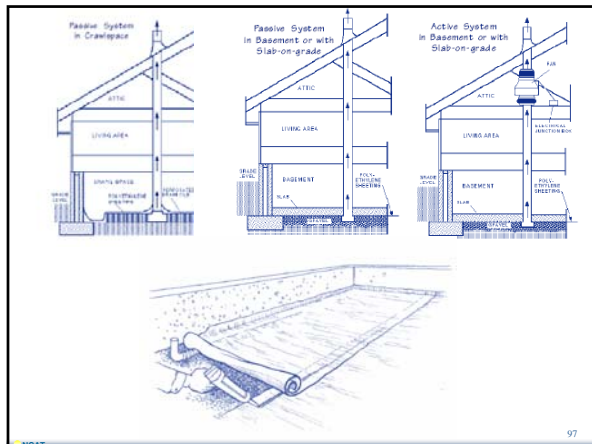 Passive System
in Crawlspace
ATTIC
LIVING AREA
GRADE
LEVEL
CRAWL SPACE
POLYETHYLENE
SHEETING
PERFORATED
Passive System
in Basement or with
Slab-on-grade
ATTIC
LIVING AREA
GRADE
LEVEL
BASEMENT
SLAB
GRAVEL
POLY-
ETHYLENE
SHEETING
Active System
in Basement or with
Slab-on-grade
FAN
ATTIC
ELECTRICAL
JUNCTION BOX
LIVING AREA
GRADE
LEVEL
BASEMENT
SLAB
GRAVEL
POLY-
ETHYLENE
SHEETING
97
NCAT